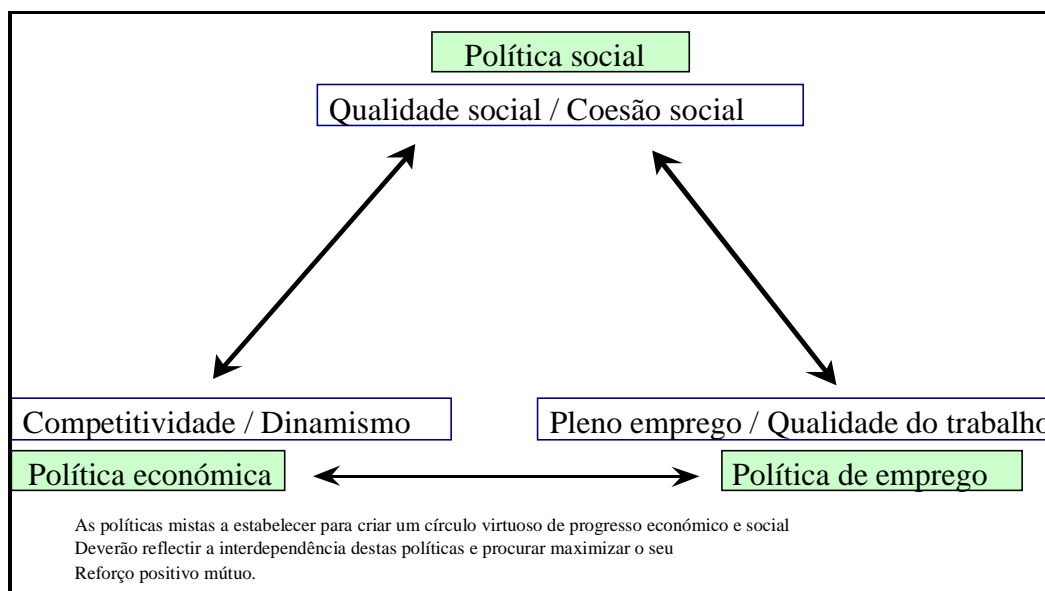 Política social
Qualidade social / Coesão social
Competitividade / Dinamismo
Pleno emprego / Qualidade do trabalho
Política económica
Política de emprego
As políticas mistas a estabelecer para criar um círculo virtuoso de progresso económico e social
Deverão reflectir a interdependência destas políticas e procurar maximizar o seu
Reforço positivo mútuo.